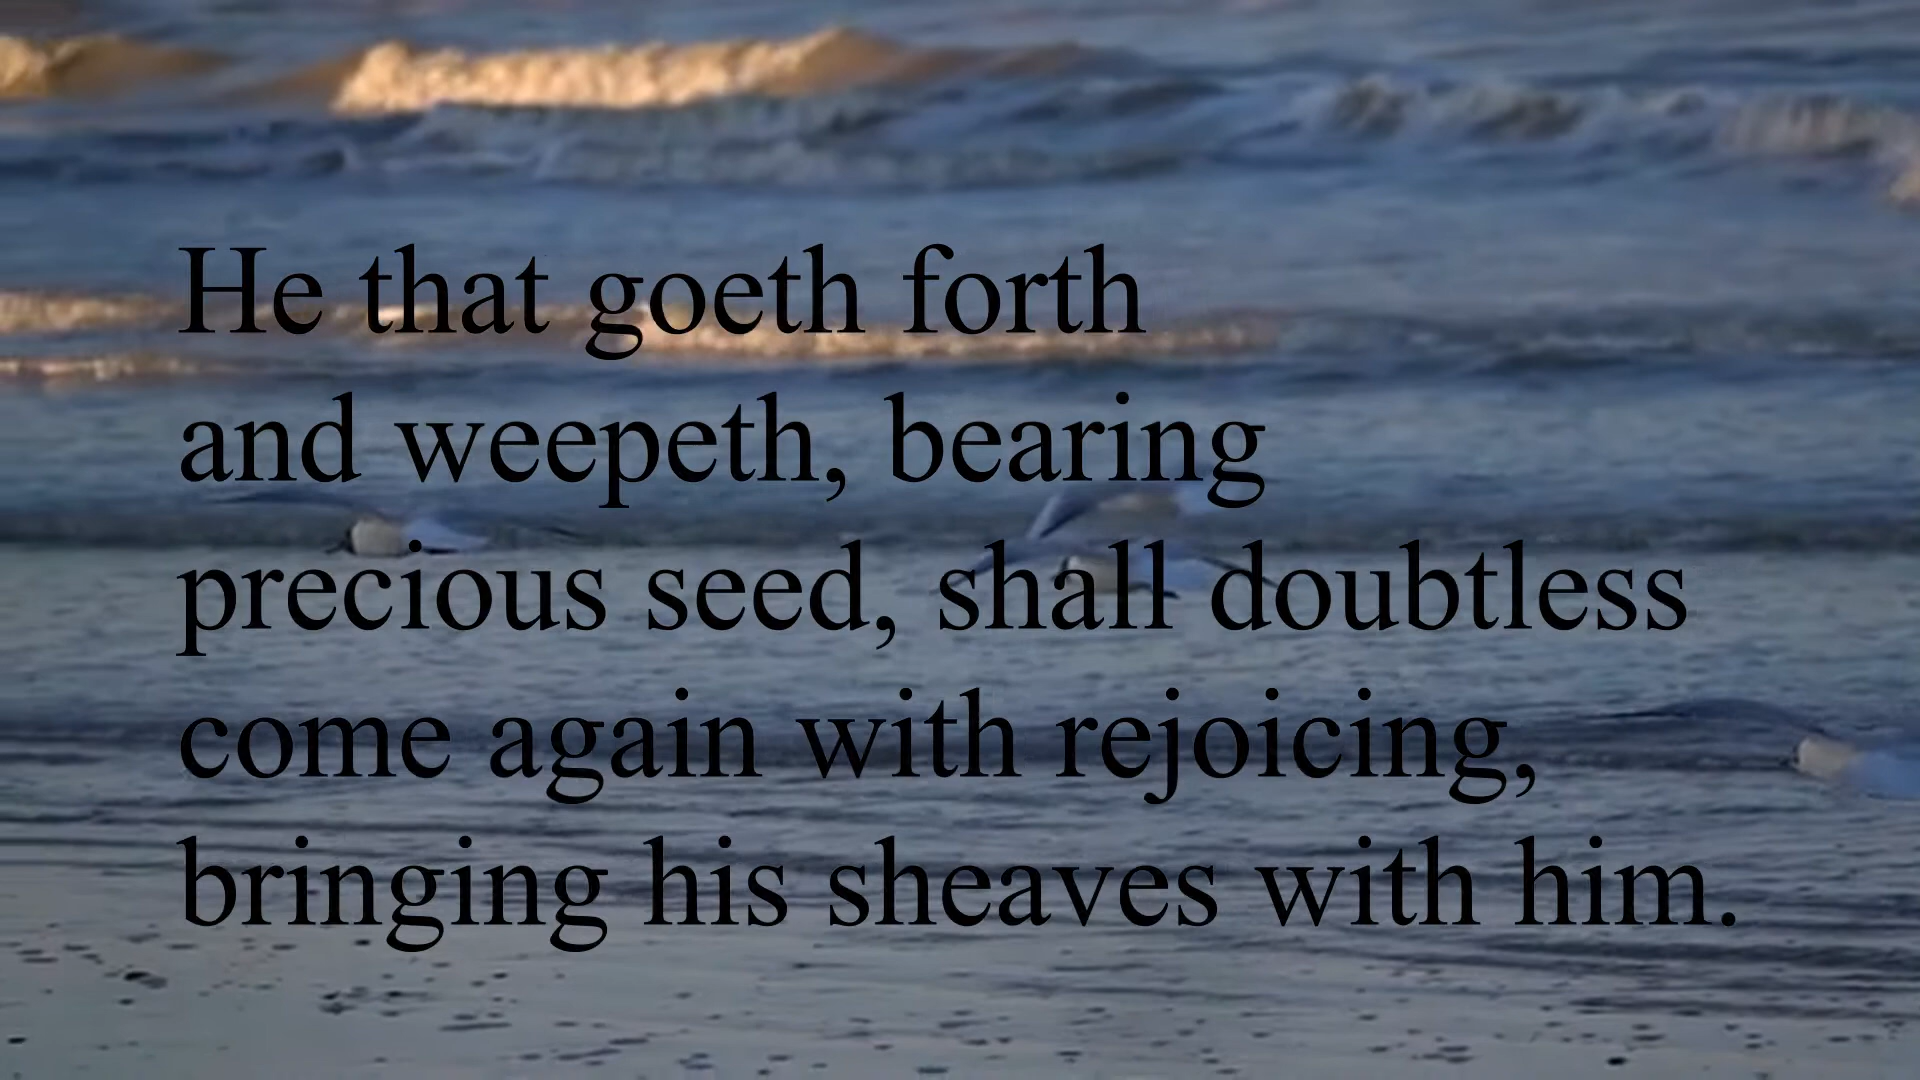 He that goeth forth
and weepeth, bearing
precious seed, shall doubtless
come again with rejoicing,
bringing his sheaves with him.